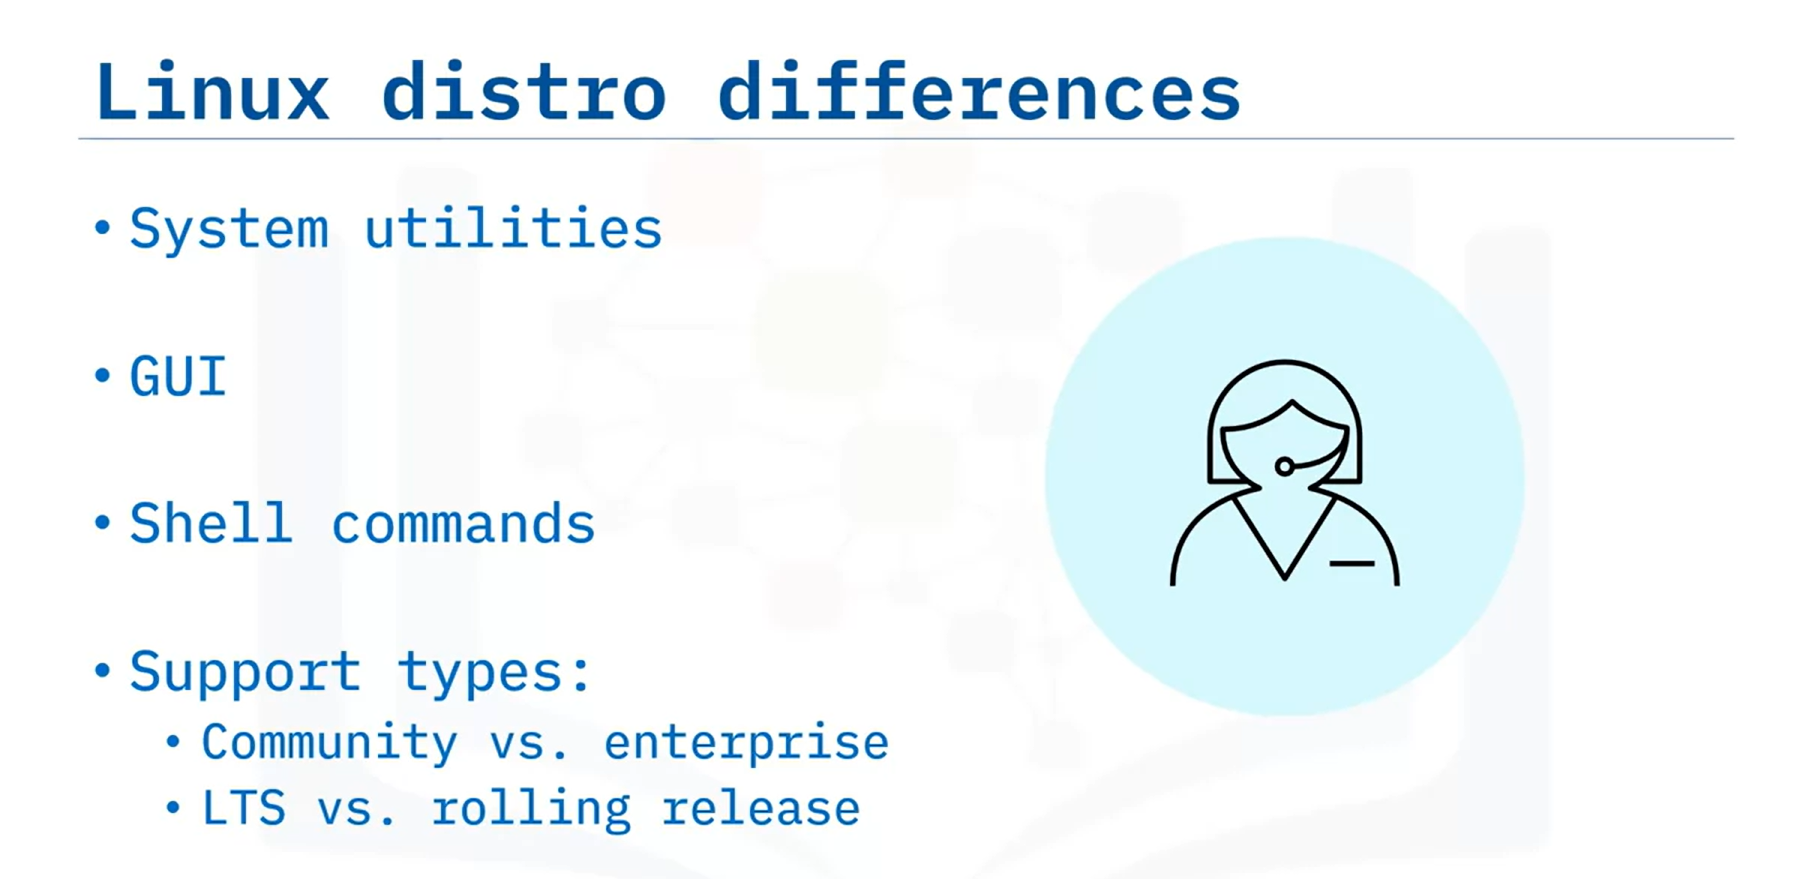 Linux distro differences
• System utilities
• GUI
• Shell commands
• Support types:
• Community vs. enterprise
• LTS vs. rolling release